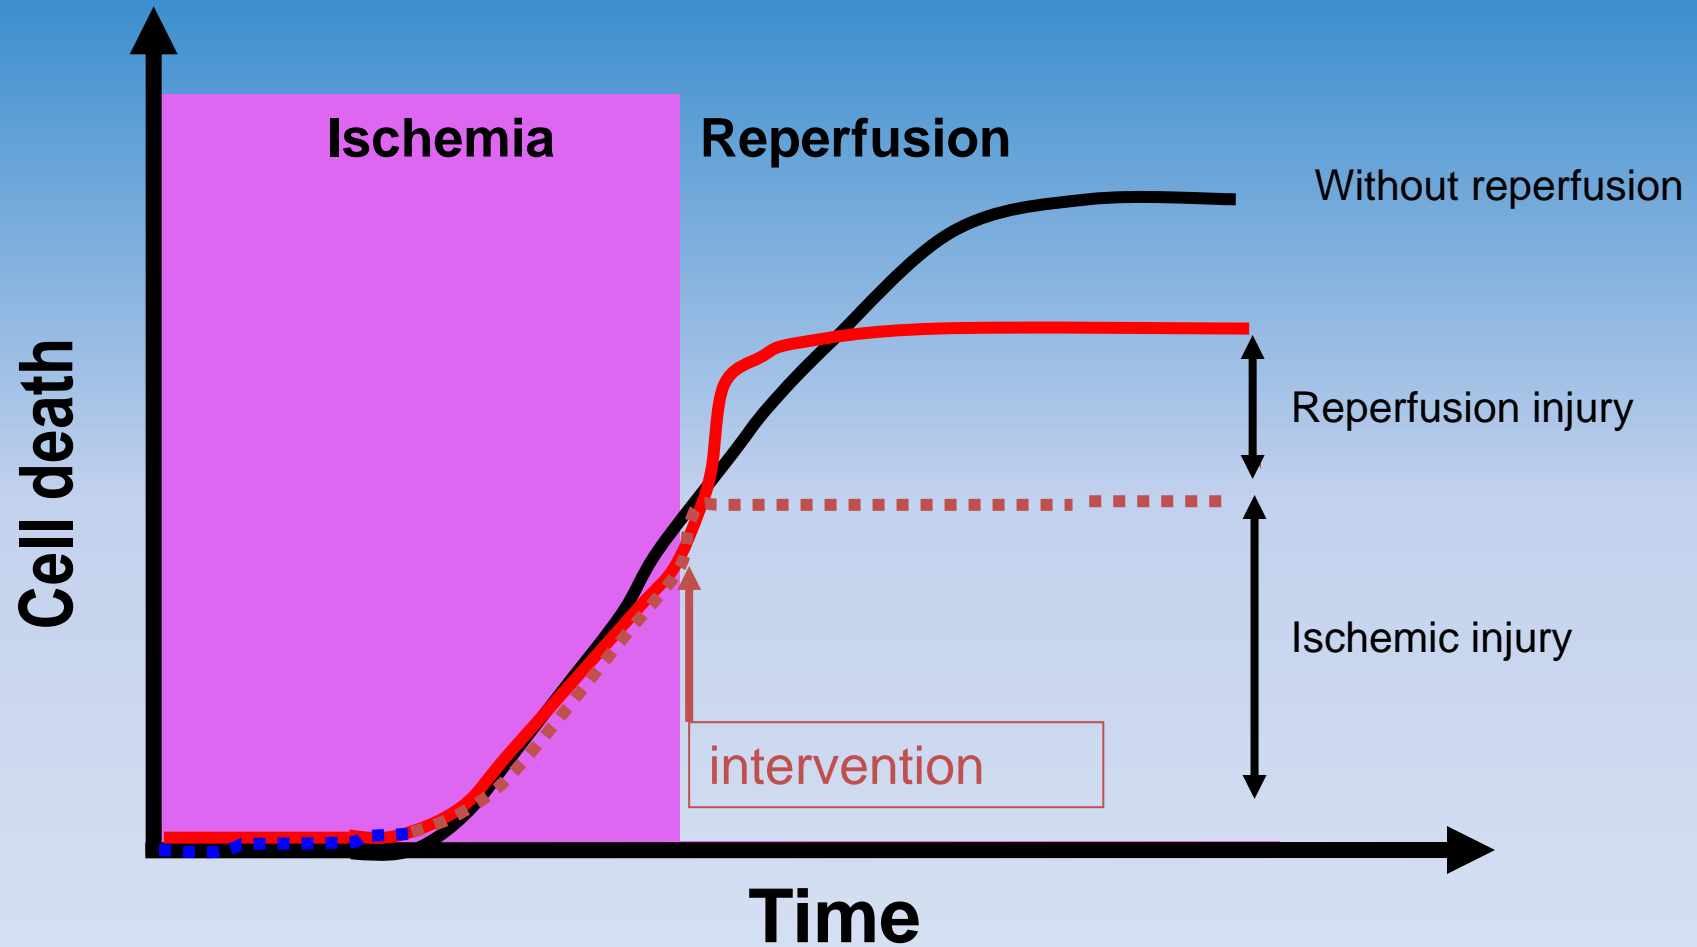 Ischemia
Reperfusion
Without reperfusion
Cell death
Reperfusion injury
Ischemic injury
intervention
Time